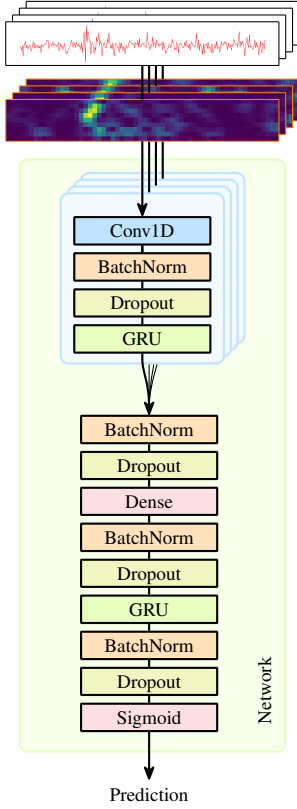 Conv1D
BatchNorm
Dropout
GRU
BatchNorm
Dropout
Dense
BatchNorm
Dropout
GRU
BatchNorm
Dropout
Sigmoid
Network
Prediction